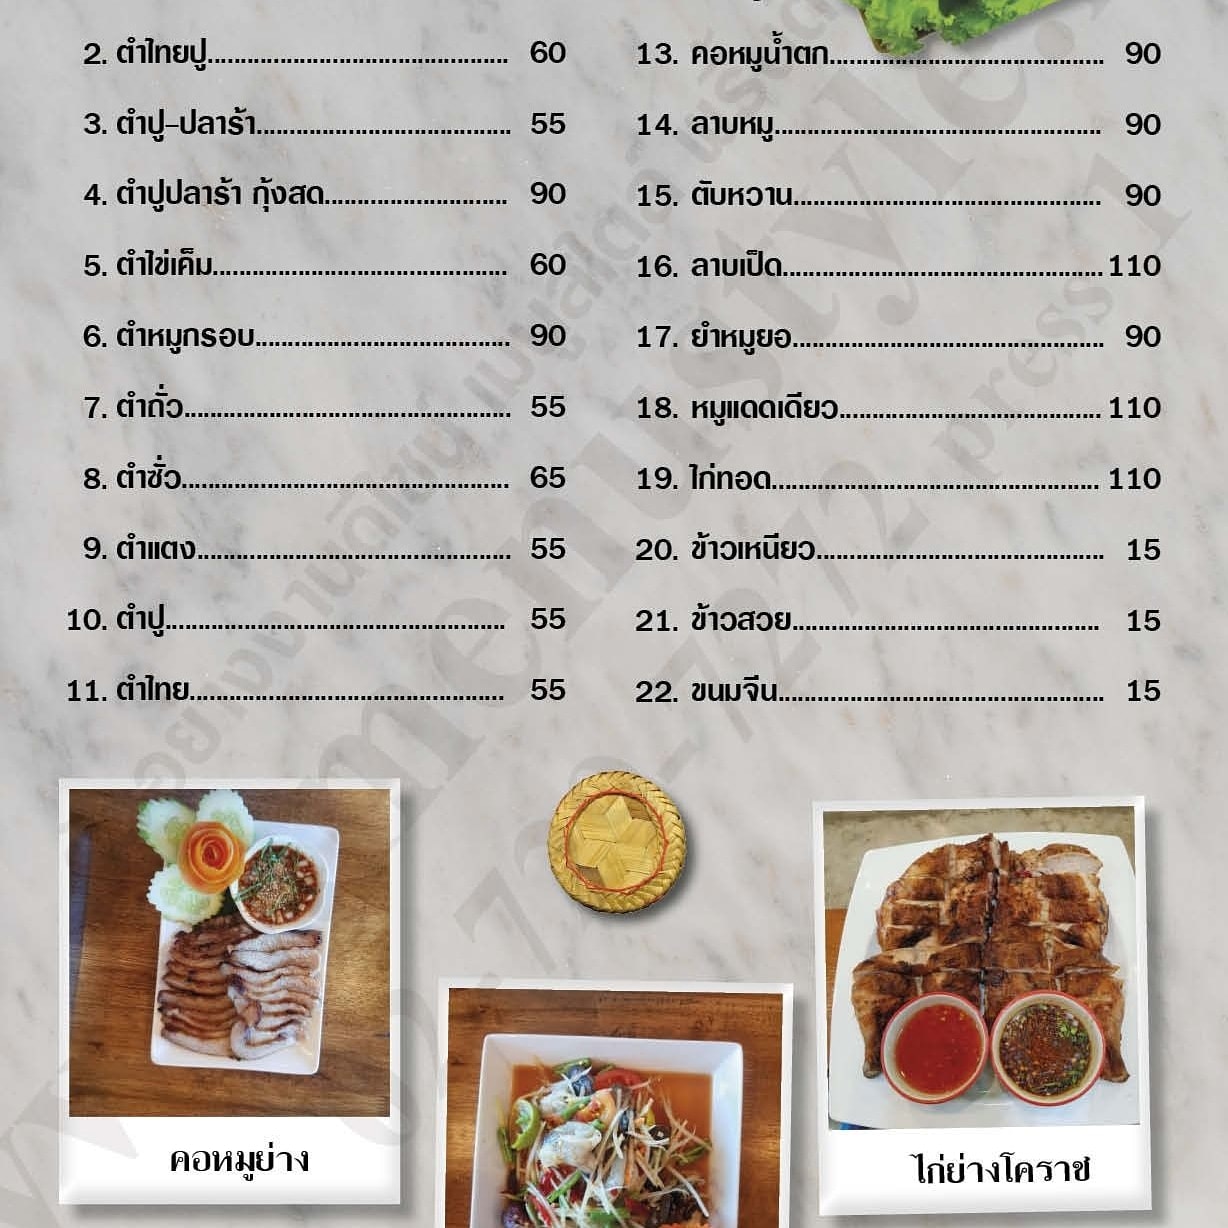 2. ตำไทยปู........................................... 60
3. ตำปู-ปลาร้า..................................... 55
4. ตำปูปลาร้า กุ้งสด........................... 90
5. ตำไข่เค็ม.......................................... 60
6. ตำหมูกรอบ..................................... 90
7. ตำถั่ว............................................... 55
8. ตำซั่ว............................................... 65
9. ตำแตง............................................. 55
10. ตำปู................................................ 55
11. ตำไทย............................................. 55
13. คอหมูน้ำตก....................................... 90
14. ลาบหมู............................................... 90
15. ตับหวาน............................................ 90
16. ลาบเป็ด.............................................. 110
17. ยำหมูยอ............................................ 90
18. หมูแดดเดียว..................................... 110
19. ไก่ทอด.............................................. 110
20. ข้าวเหนียว......................................... 15
21. ข้าวสวย............................................ 15
22. ขนมจีน.............................................. 15
คอหมูย่าง
ไก่ย่างโคราช